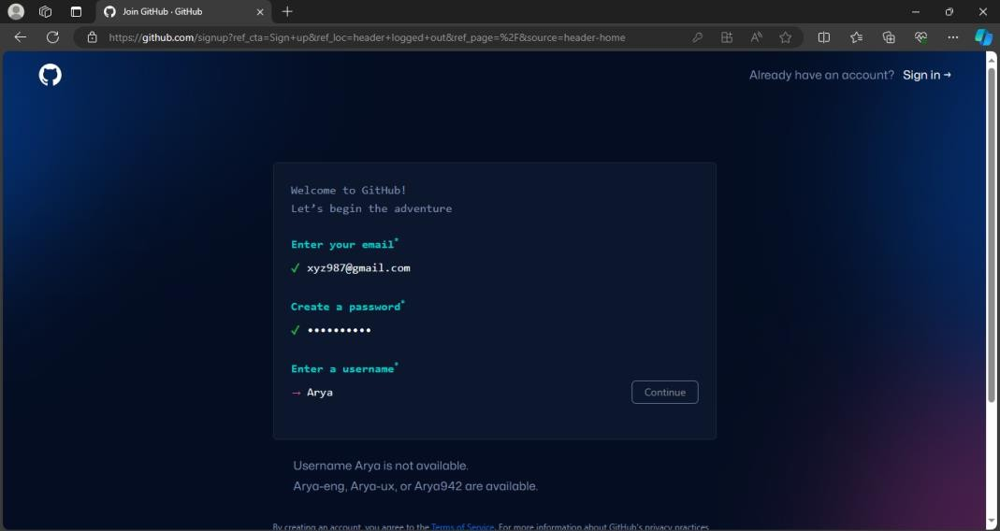 Join GitHub · GitHub
https://github.com/signup?ref_cta=Sign+up&ref_loc=header+logged+out&ref_page=%2F&source=header-home
Already have an account? Sign in →
Welcome to GitHub!
Let's begin the adventure
Enter your email*
✓ xyz987@gmail.com
Create a password*
✓ ••••••••••
Enter a username*
→ Arya
Continue
Username Arya is not available.
Arya-eng, Arya-ux, or Arya942 are available.
By creating an account, you agree to the Terms of Service. For more information about GitHub's privacy practices